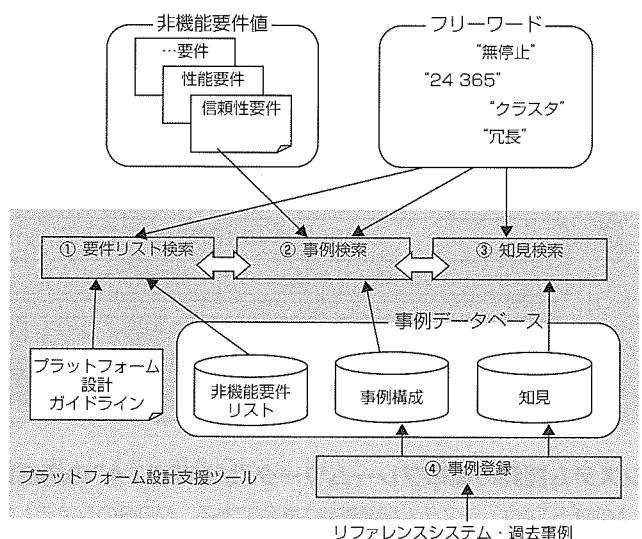 非機能要件値
…要件
性能要件
信頼性要件
フリーワード
"無停止"
"24 365"
"クラスタ"
"冗長"
① 要件リスト検索
② 事例検索
③ 知見検索
事例データベース
プラットフォーム
設計
ガイドライン
非機能要件
リスト
事例構成
知見
④ 事例登録
プラットフォーム設計支援ツール
リファレンスシステム・過去事例